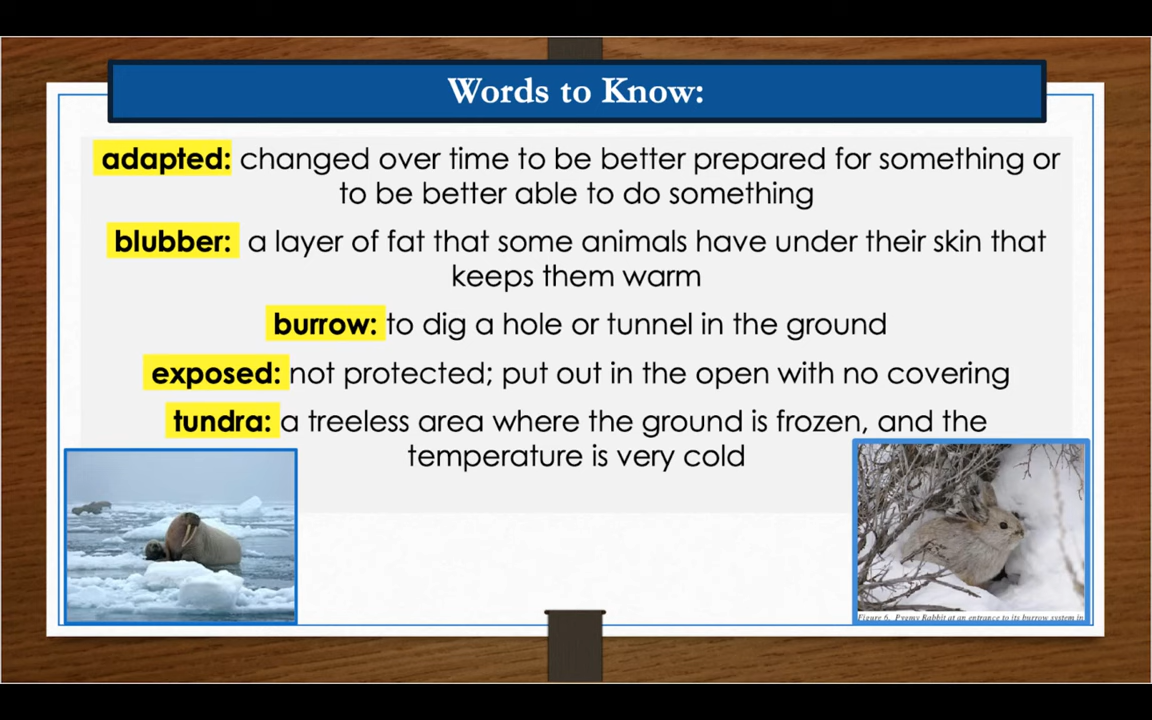 Words to Know:
adapted: changed over time to be better prepared for something or
to be better able to do something
blubber: a layer of fat that some animals have under their skin that
keeps them warm
burrow: to dig a hole or tunnel in the ground
exposed: not protected; put out in the open with no covering
tundra: a treeless area where the ground is frozen, and the
temperature is very cold
Figure 6. Pygmy Rabbit at an entrance to its burrow system in